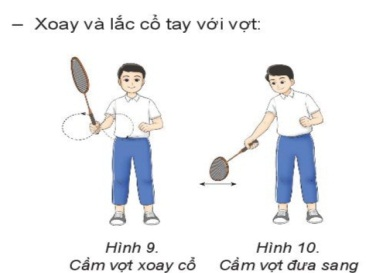 – Xoay và lắc cổ tay với vợt:
Hình 9.
Cầm vợt xoay cổ
Hình 10.
Cầm vợt đưa sang